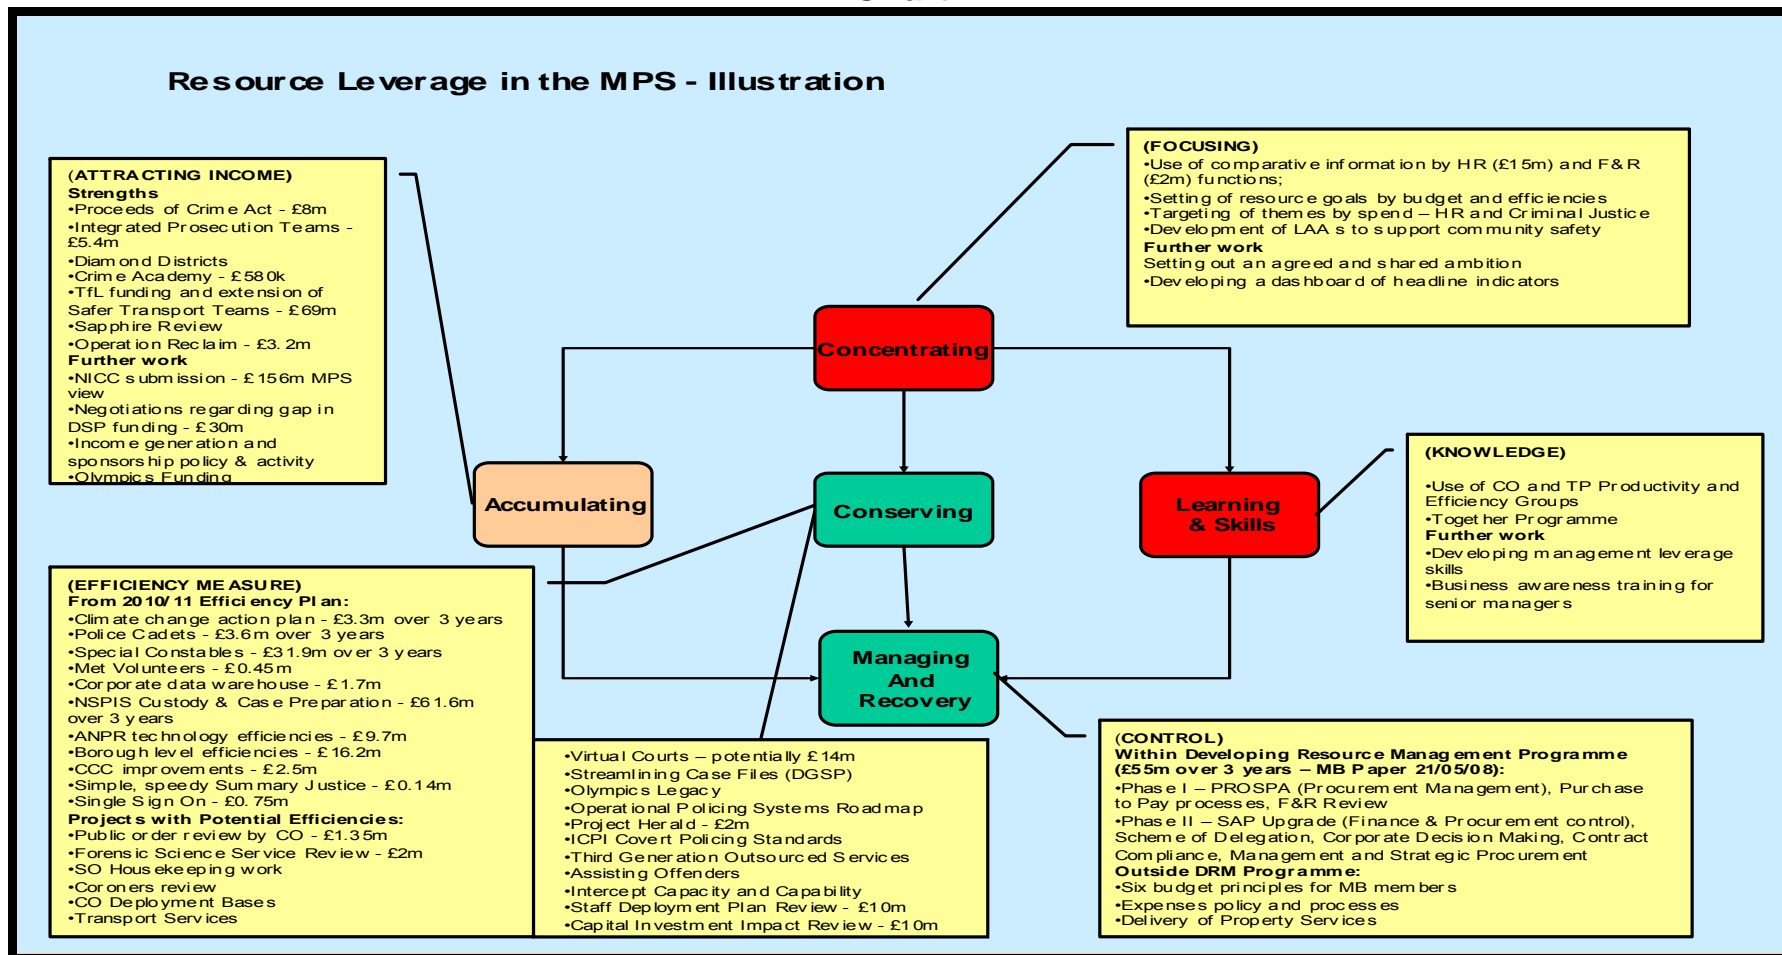 Resource Leverage in the MPS - Illustration
(ATTRACTING INCOME)
Strengths
•Proceeds of Crime Act - £8m
•Integrated Prosecution Teams -
£5.4m
•Diamond Districts
•Crime Academy - £580k
•TfL funding and extension of
Safer Transport Teams - £69m
•Sapphire Review
•Operation Reclaim - £3.2m
Further work
•NICC submission - £156m MPS
view
•Negotiations regarding gap in
DSP funding - £30m
•Income generation and
sponsorship policy & activity
•Olympics Funding
(FOCUSING)
•Use of comparative information by HR (£15m) and F&R
(£2m) functions;
•Setting of resource goals by budget and efficiencies
•Targeting of themes by spend – HR and Criminal Justice
•Development of LAAs to support community safety
Further work
Setting out an agreed and shared ambition
•Developing a dashboard of headline indicators
Concentrating
Accumulating
Conserving
Learning
& Skills
(KNOWLEDGE)
•Use of CO and TP Productivity and
Efficiency Groups
•Together Programme
Further work
•Developing management leverage
skills
•Business awareness training for
senior managers
Managing
And
Recovery
(EFFICIENCY MEASURE)
From 2010/11 Efficiency Plan:
•Climate change action plan - £3.3m over 3 years
•Police Cadets - £3.6m over 3 years
•Special Constables - £31.9m over 3 years
•Met Volunteers - £0.45m
•Corporate data warehouse - £1.7m
•NSPIS Custody & Case Preparation - £61.6m
over 3 years
•ANPR technology efficiencies - £9.7m
•Borough level efficiencies - £16.2m
•CCC improvements - £2.5m
•Simple, speedy Summary Justice - £0.14m
•Single Sign On - £0.75m
Projects with Potential Efficiencies:
•Public order review by CO - £1.35m
•Forensic Science Service Review - £2m
•SO Housekeeping work
•Coroners review
•CO Deployment Bases
•Transport Services
•Virtual Courts – potentially £14m
•Streamlining Case Files (DGSP)
•Olympics Legacy
•Operational Policing Systems Roadmap
•Project Herald - £2m
•ICPI Covert Policing Standards
•Third Generation Outsourced Services
•Assisting Offenders
•Intercept Capacity and Capability
•Staff Deployment Plan Review - £10m
•Capital Investment Impact Review - £10m
(CONTROL)
Within Developing Resource Management Programme
(£55m over 3 years – MB Paper 21/05/08):
•Phase I – PROSPA (Procurement Management), Purchase
to Pay processes, F&R Review
•Phase II – SAP Upgrade (Finance & Procurement control),
Scheme of Delegation, Corporate Decision Making, Contract
Compliance, Management and Strategic Procurement
Outside DRM Programme:
•Six budget principles for MB members
•Expenses policy and processes
•Delivery of Property Services